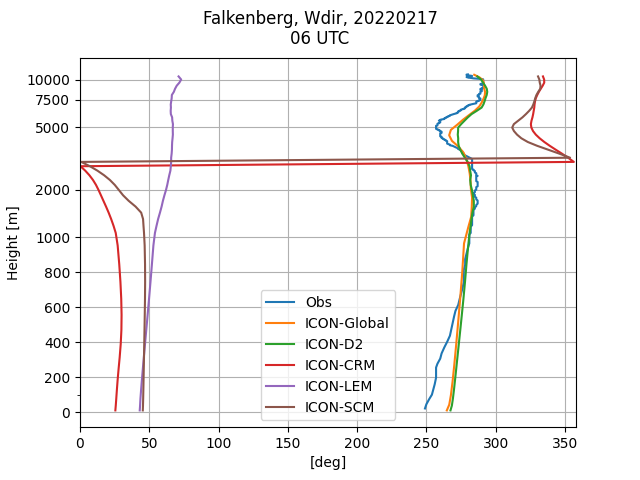 Falkenberg, Wdir, 20220217
06 UTC
Height [m]
10000
7500
5000
2000
1000
800
600
400
200
0
Obs
ICON-Global
ICON-D2
ICON-CRM
ICON-LEM
ICON-SCM
0 50 100 150 200 250 300 350
[deg]